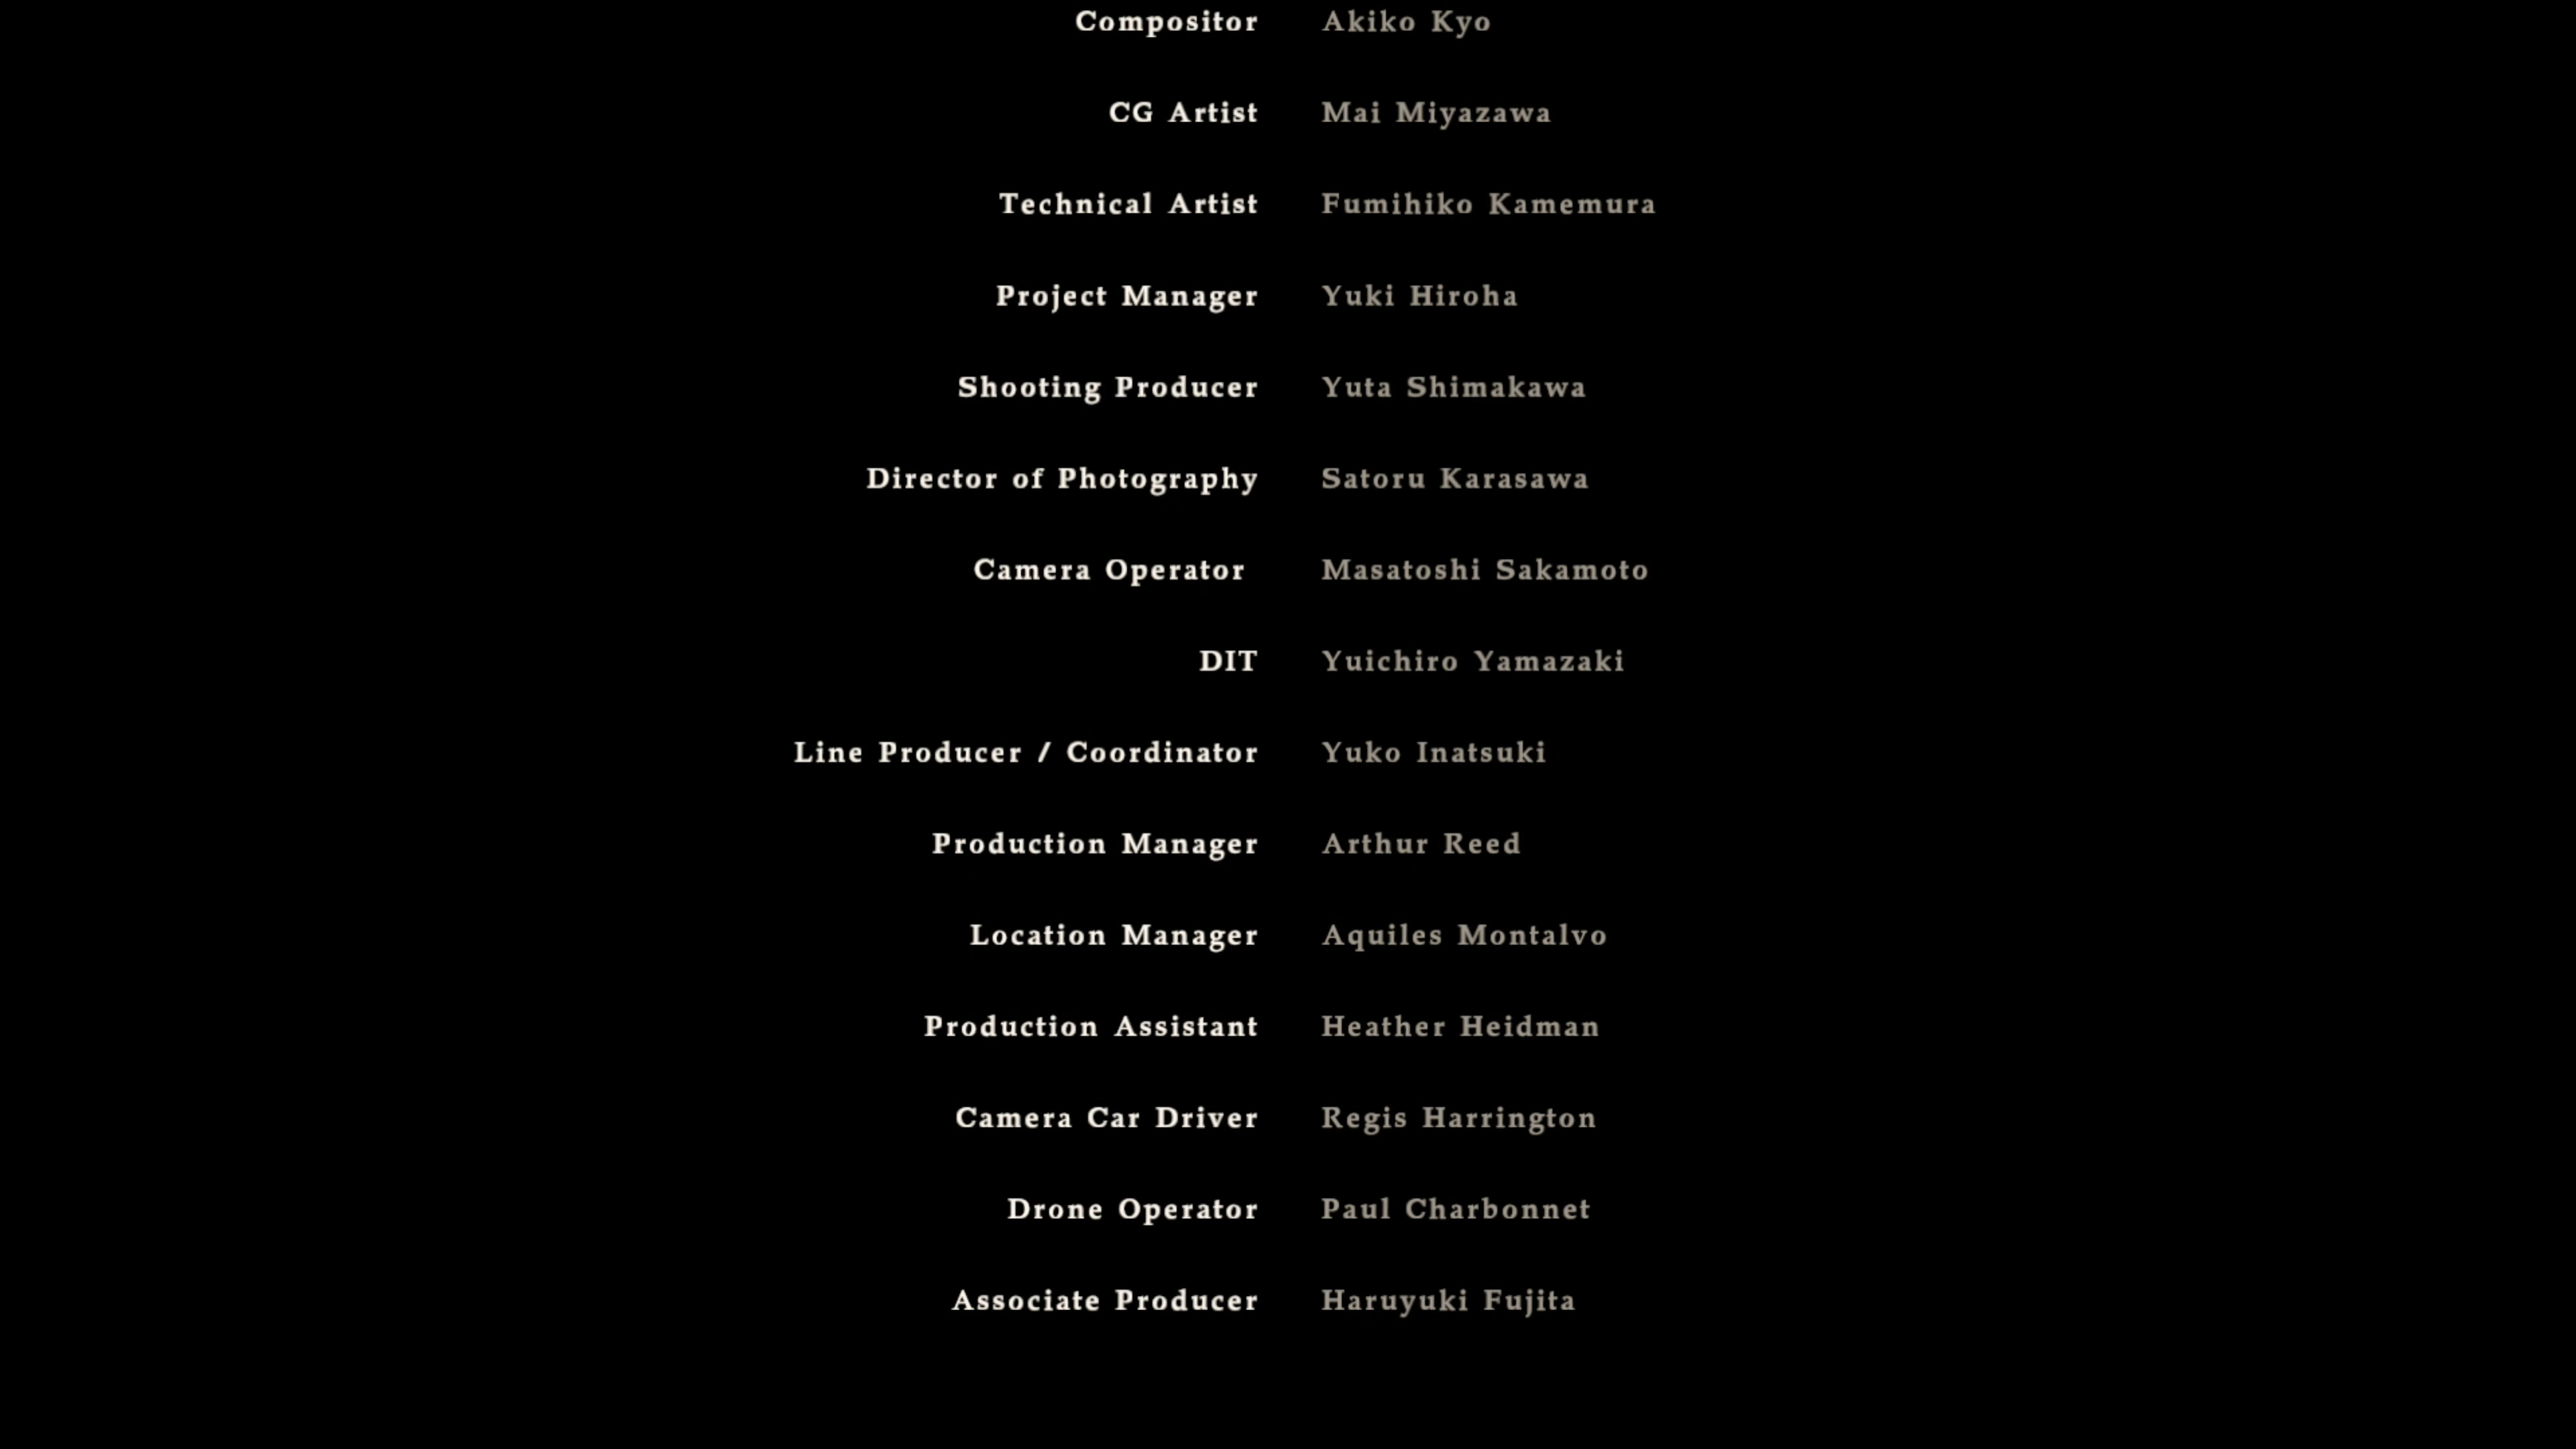 Compositor Akiko Kyo
CG Artist Mai Miyazawa
Technical Artist Fumihiko Kamemura
Project Manager Yuki Hiroha
Shooting Producer Yuta Shimakawa
Director of Photography Satoru Karasawa
Camera Operator Masatoshi Sakamoto
DIT Yuichiro Yamazaki
Line Producer / Coordinator Yuko Inatsuki
Production Manager Arthur Reed
Location Manager Aquiles Montalvo
Production Assistant Heather Heidman
Camera Car Driver Regis Harrington
Drone Operator Paul Charbonnet
Associate Producer Haruyuki Fujita